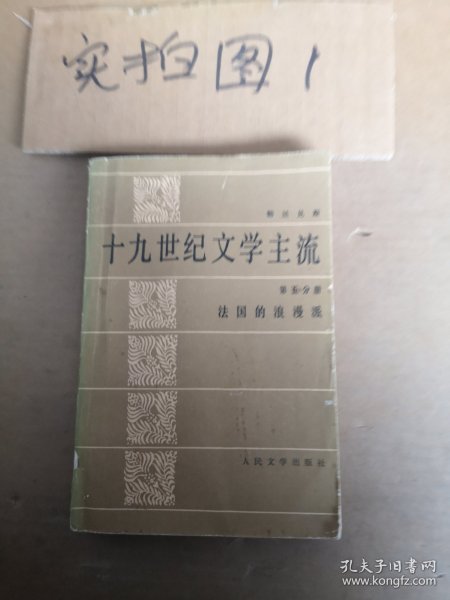 实拍图1
勃兰兑斯
十九世纪文学主流
第五分册
法国的浪漫派
人民文学出版社
孔夫子旧书网
www.kongfz.com